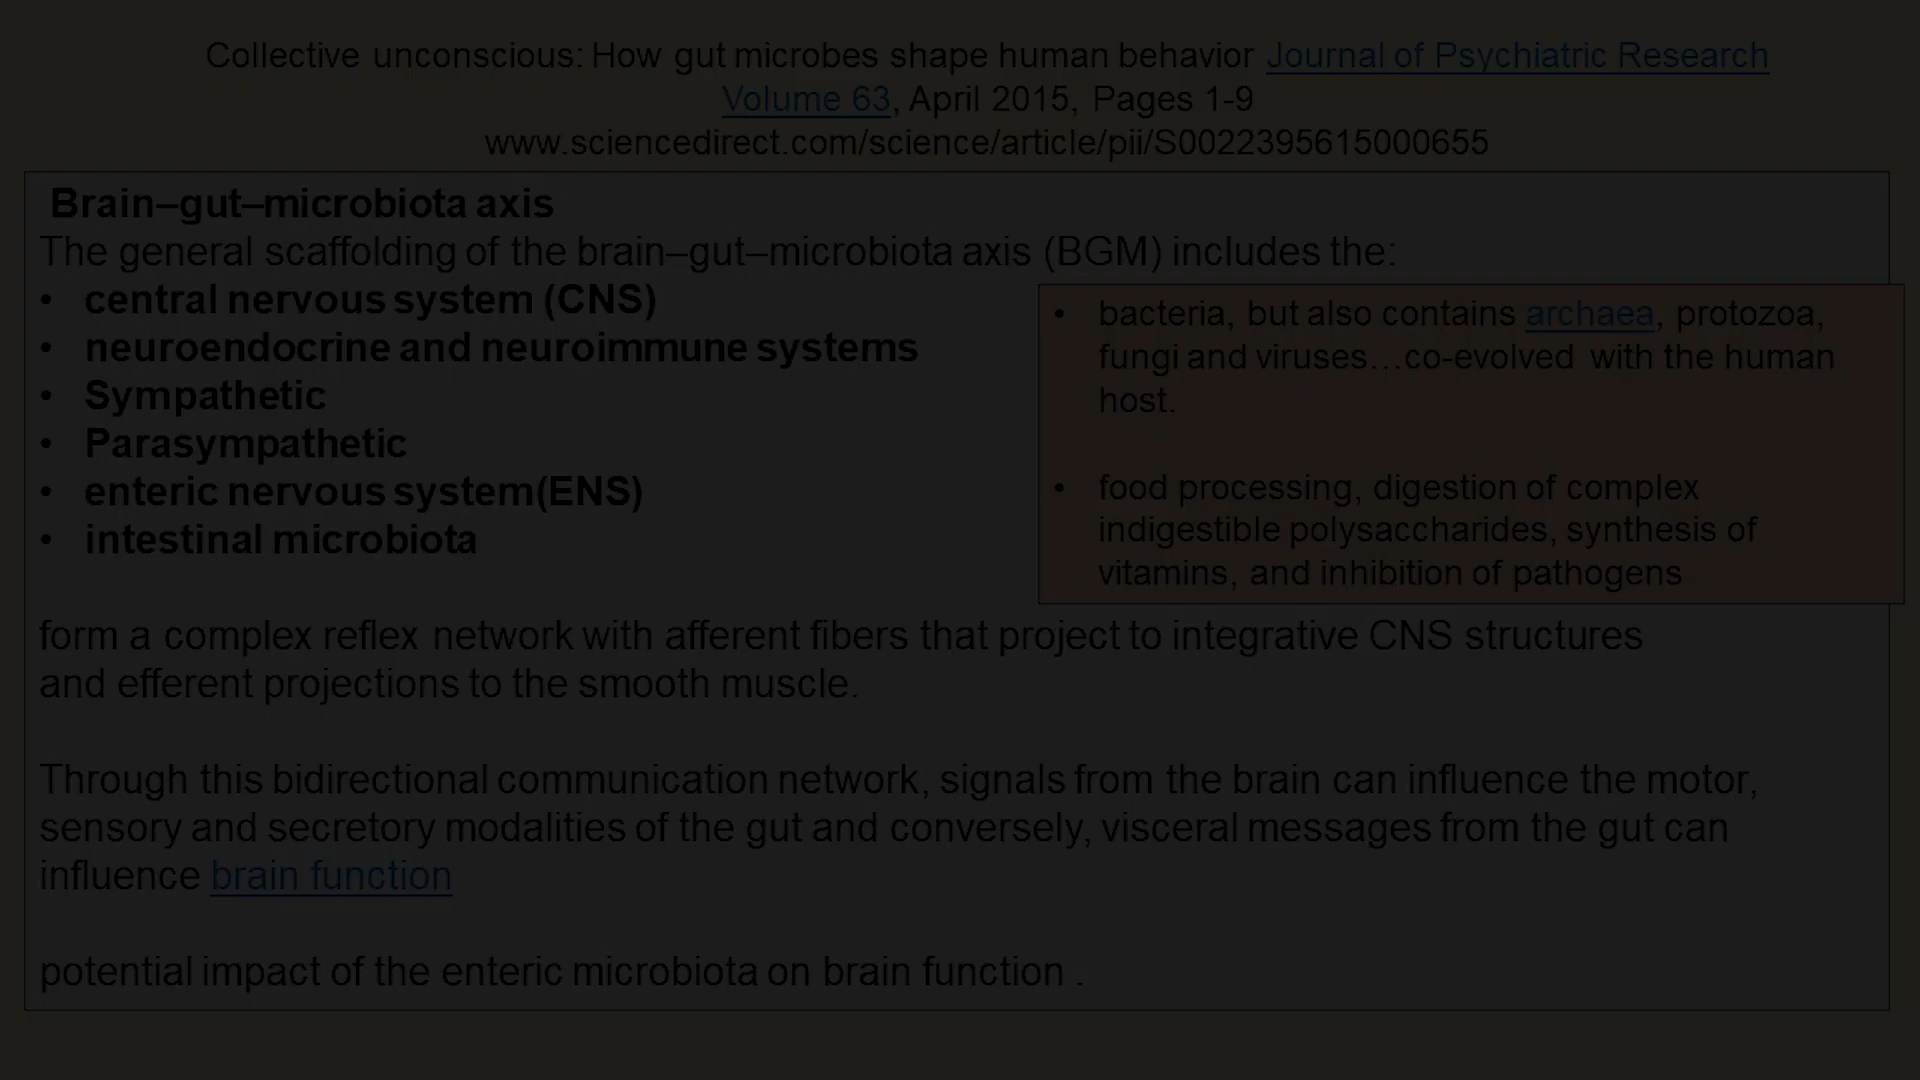 Collective unconscious: How gut microbes shape human behavior Journal of Psychiatric Research
Volume 63, April 2015, Pages 1-9
www.sciencedirect.com/science/article/pii/S0022395615000655
Brain–gut–microbiota axis
The general scaffolding of the brain–gut–microbiota axis (BGM) includes the:
• central nervous system (CNS)
• neuroendocrine and neuroimmune systems
• Sympathetic
• Parasympathetic
• enteric nervous system(ENS)
• intestinal microbiota
• bacteria, but also contains archaea, protozoa,
fungi and viruses…co-evolved with the human
host.
• food processing, digestion of complex
indigestible polysaccharides, synthesis of
vitamins, and inhibition of pathogens
form a complex reflex network with afferent fibers that project to integrative CNS structures
and efferent projections to the smooth muscle.
Through this bidirectional communication network, signals from the brain can influence the motor,
sensory and secretory modalities of the gut and conversely, visceral messages from the gut can
influence brain function
potential impact of the enteric microbiota on brain function .